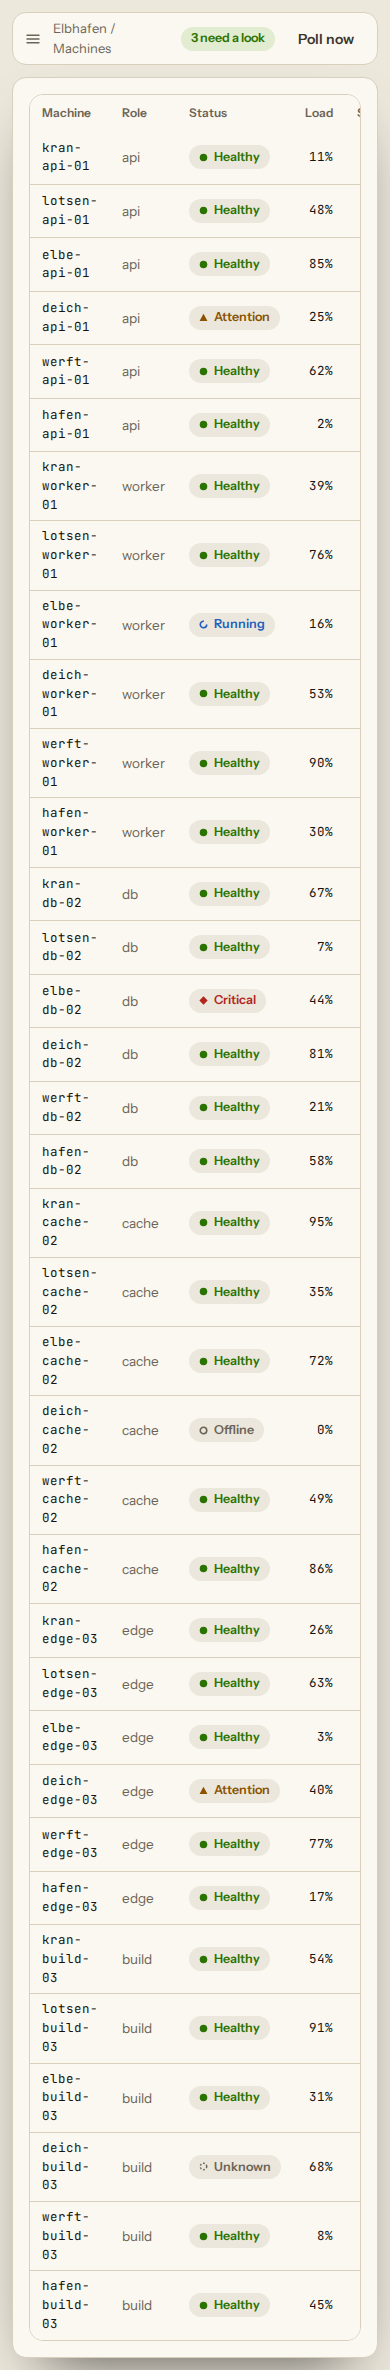 Elbhafen /
Machines
3 need a look
Poll now
Machine Role Status Load
kran-
api-01
api Healthy 11%
lotsen-
api-01
api Healthy 48%
elbe-
api-01
api Healthy 85%
deich-
api-01
api Attention 25%
werft-
api-01
api Healthy 62%
hafen-
api-01
api Healthy 2%
kran-
worker-
01
worker Healthy 39%
lotsen-
worker-
01
worker Healthy 76%
elbe-
worker-
01
worker Running 16%
deich-
worker-
01
worker Healthy 53%
werft-
worker-
01
worker Healthy 90%
hafen-
worker-
01
worker Healthy 30%
kran-
db-02
db Healthy 67%
lotsen-
db-02
db Healthy 7%
elbe-
db-02
db Critical 44%
deich-
db-02
db Healthy 81%
werft-
db-02
db Healthy 21%
hafen-
db-02
db Healthy 58%
kran-
cache-
02
cache Healthy 95%
lotsen-
cache-
02
cache Healthy 35%
elbe-
cache-
02
cache Healthy 72%
deich-
cache-
02
cache Offline 0%
werft-
cache-
02
cache Healthy 49%
hafen-
cache-
02
cache Healthy 86%
kran-
edge-03
edge Healthy 26%
lotsen-
edge-03
edge Healthy 63%
elbe-
edge-03
edge Healthy 3%
deich-
edge-03
edge Attention 40%
werft-
edge-03
edge Healthy 77%
hafen-
edge-03
edge Healthy 17%
kran-
build-
03
build Healthy 54%
lotsen-
build-
03
build Healthy 91%
elbe-
build-
03
build Healthy 31%
deich-
build-
03
build Unknown 68%
werft-
build-
03
build Healthy 8%
hafen-
build-
03
build Healthy 45%